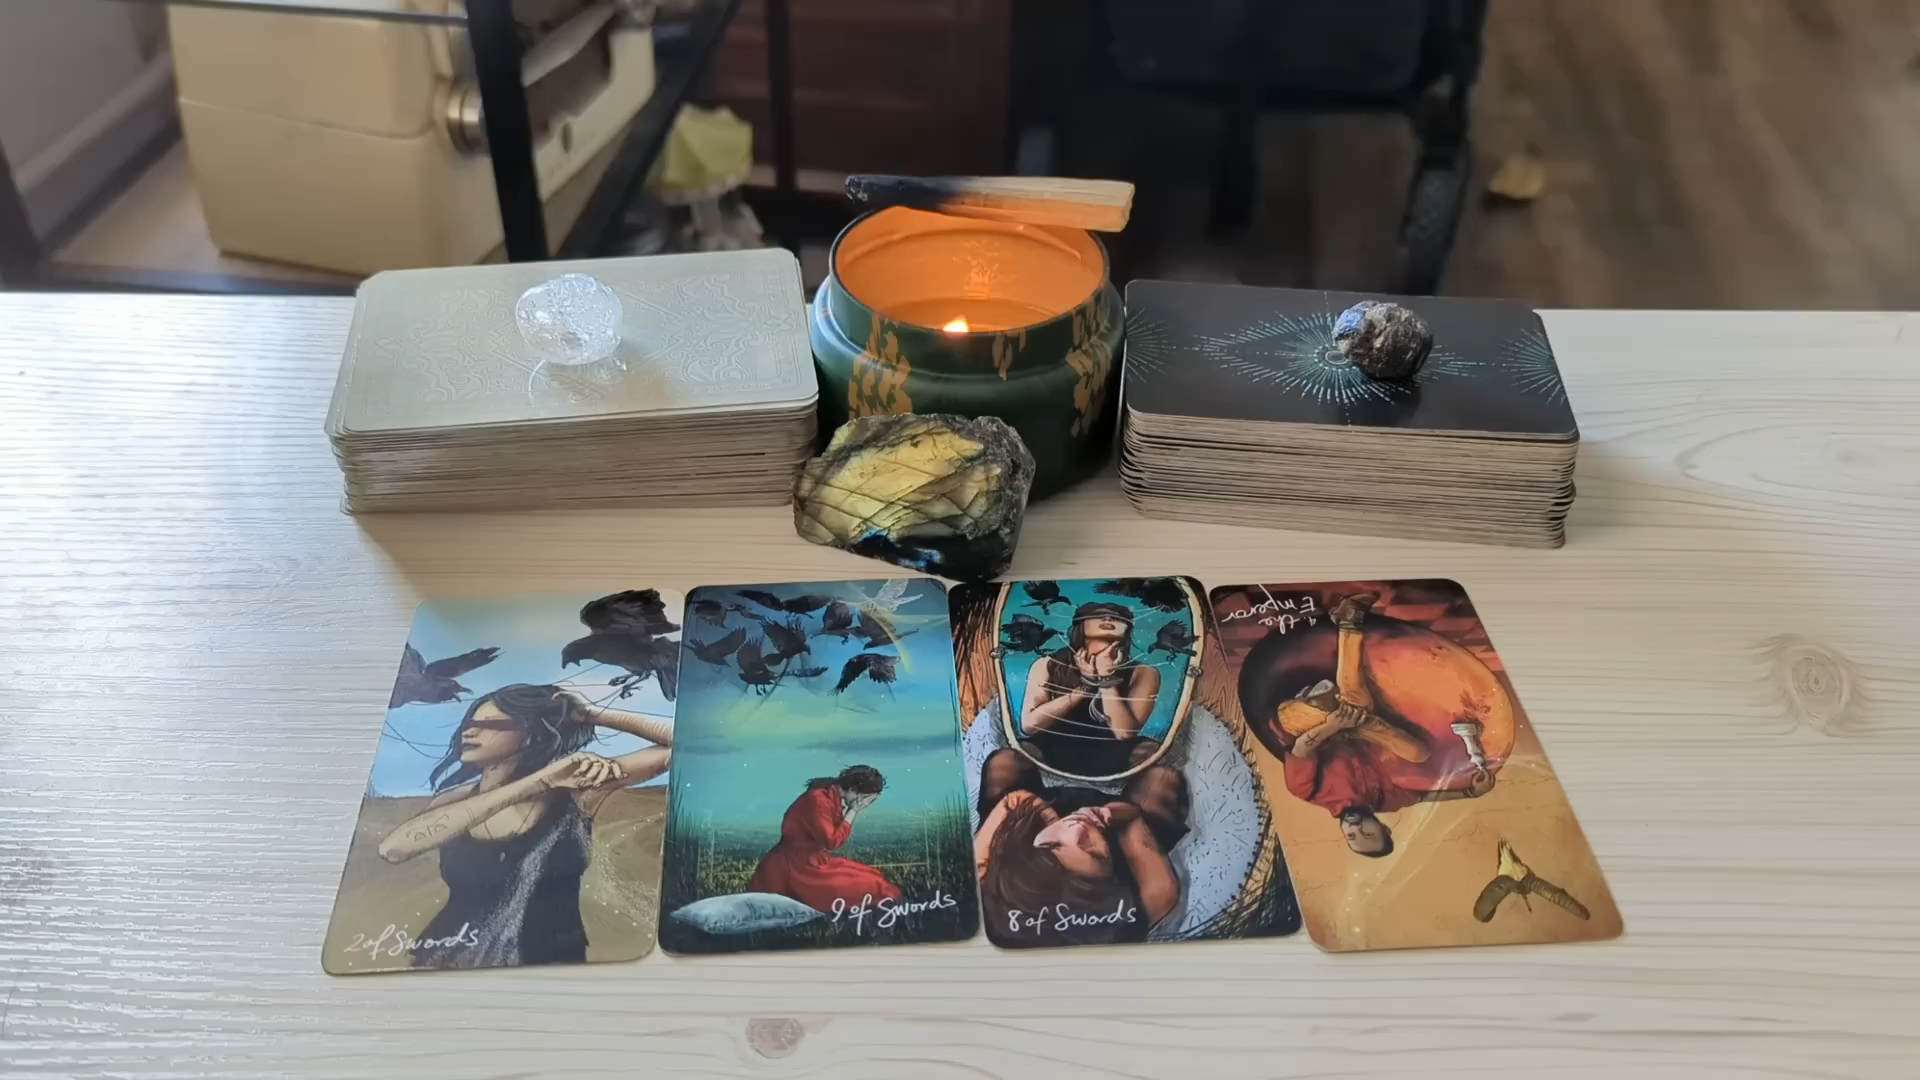 2 of Swords
9 of Swords
8 of Swords
4. the
Emperor